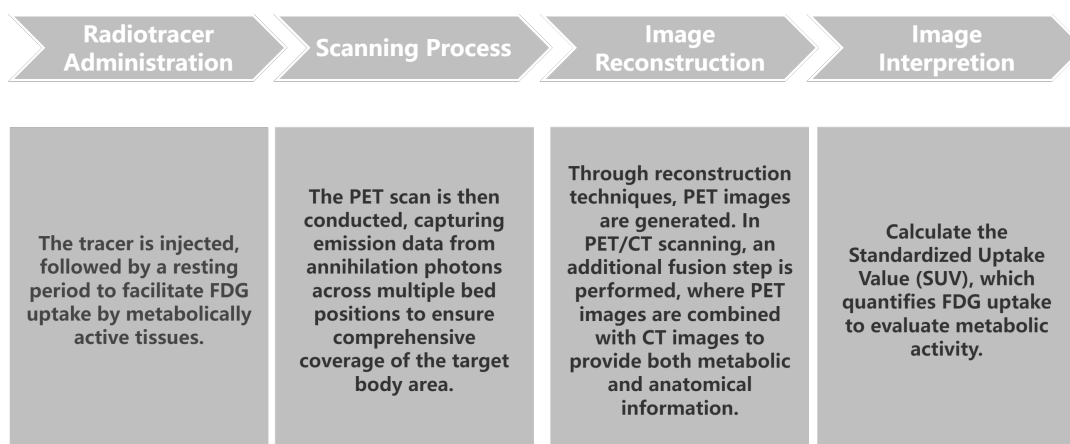 Radiotracer
Administration
Scanning Process
Image
Reconstruction
Image
Interpretion
The tracer is injected,
followed by a resting
period to facilitate FDG
uptake by metabolically
active tissues.
The PET scan is then
conducted, capturing
emission data from
annihilation photons
across multiple bed
positions to ensure
comprehensive
coverage of the target
body area.
Through reconstruction
techniques, PET images
are generated. In
PET/CT scanning, an
additional fusion step is
performed, where PET
images are combined
with CT images to
provide both metabolic
and anatomical
information.
Calculate the
Standardized Uptake
Value (SUV), which
quantifies FDG uptake
to evaluate metabolic
activity.